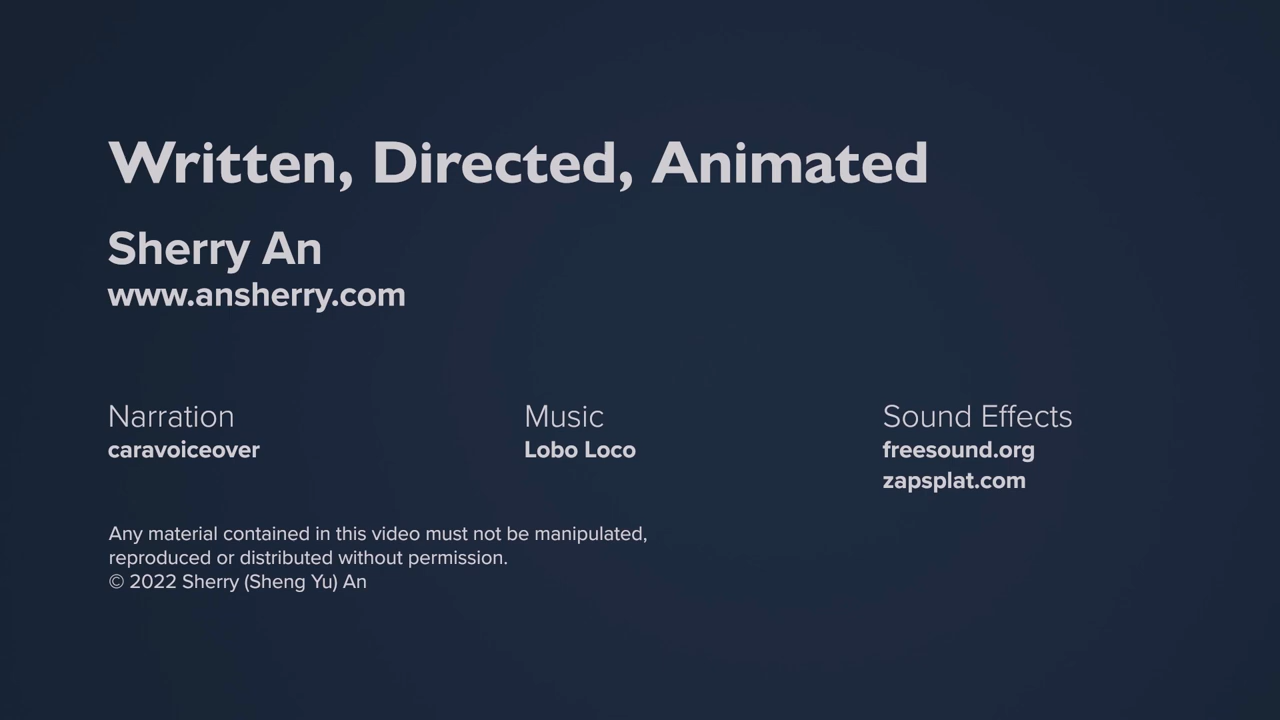 Written, Directed, Animated
Sherry An
www.ansherry.com
Narration
caravoiceover
Music
Lobo Loco
Sound Effects
freesound.org
zapsplat.com
Any material contained in this video must not be manipulated,
reproduced or distributed without permission.
© 2022 Sherry (Sheng Yu) An